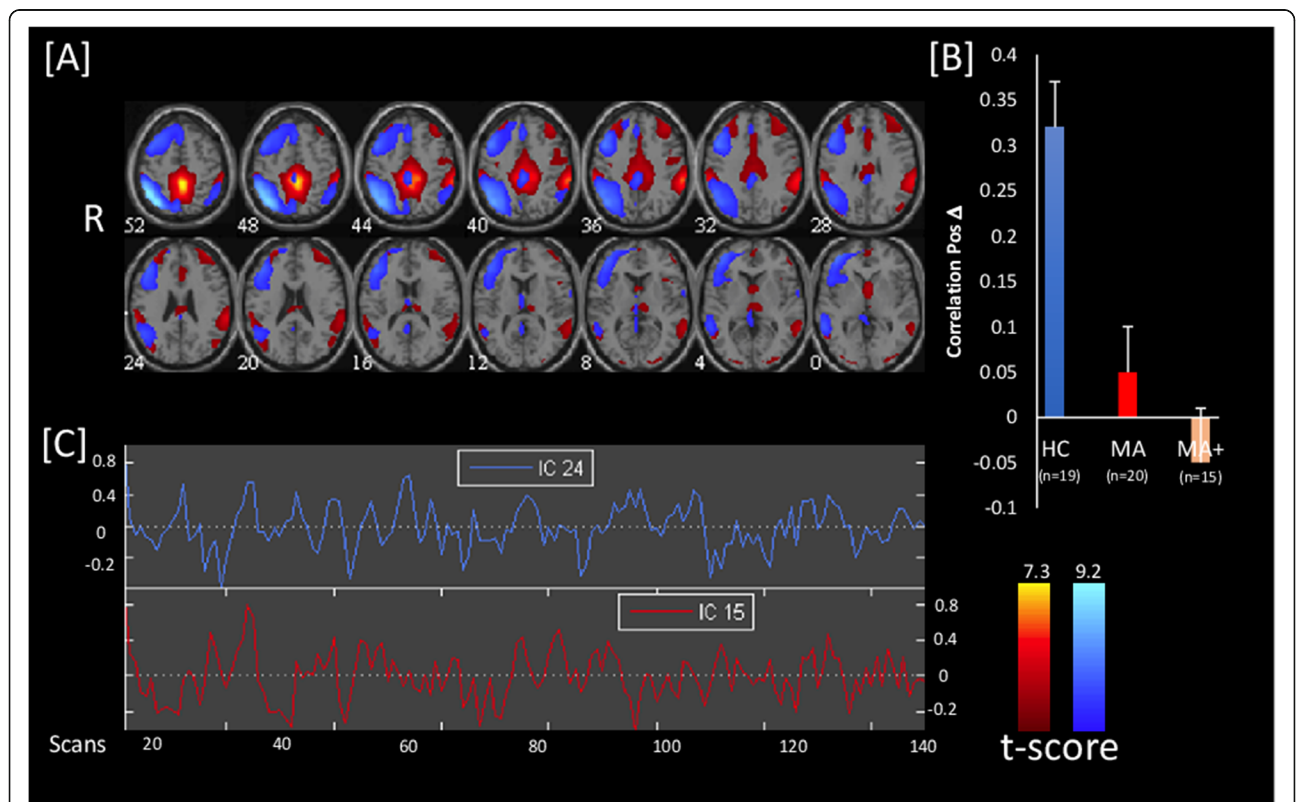 [A]
52 48 44 40 36 32 28
R
24 20 16 12 8 4 0
[B]
Correlation Pos Δ
0.4
0.35
0.3
0.25
0.2
0.15
0.1
0.05
0
-0.05
-0.1
HC MA MA+
(n=19) (n=20) (n=15)
[C]
IC 24
0.8
0.4
0
-0.2
IC 15
0.8
0.4
0
-0.2
Scans 20 40 60 80 100 120 140
7.3 9.2
t-score